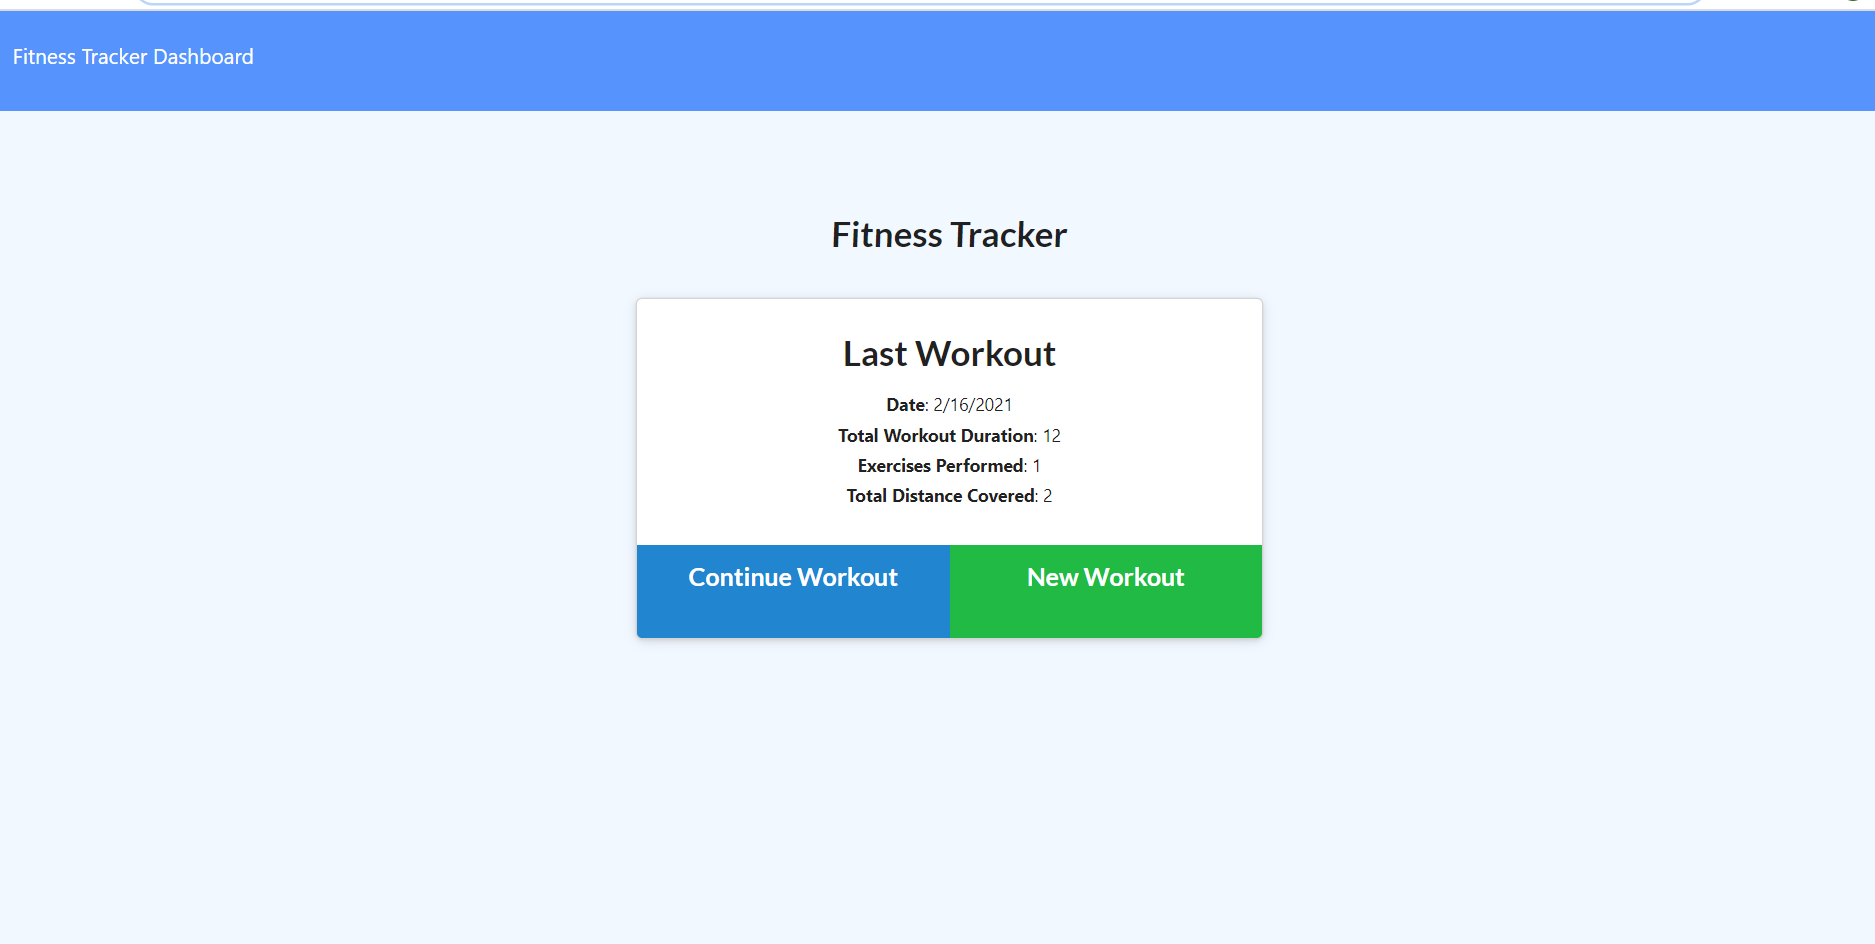 Fitness Tracker Dashboard
Fitness Tracker
Last Workout
Date: 2/16/2021
Total Workout Duration: 12
Exercises Performed: 1
Total Distance Covered: 2
Continue Workout
New Workout